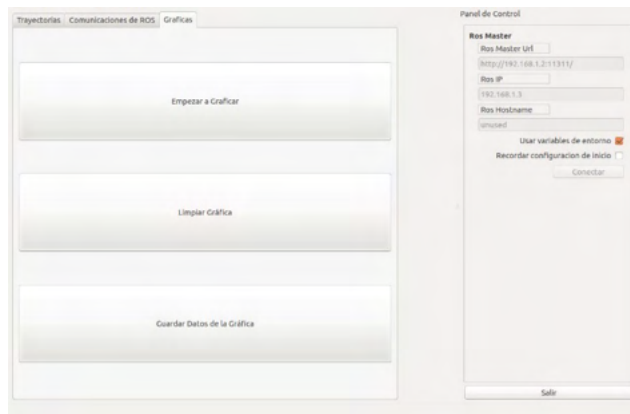 Trayectorias Comunicaciones de ROS Graficas
Empezar a Graficar
Limpiar Gráfica
Guardar Datos de la Gráfica
Panel de Control
Ros Master
Ros Master Url
http://192.168.1.2:11311/
Ros IP
192.168.1.3
Ros Hostname
unused
Usar variables de entorno
Recordar configuracion de inicio
Conectar
Salir